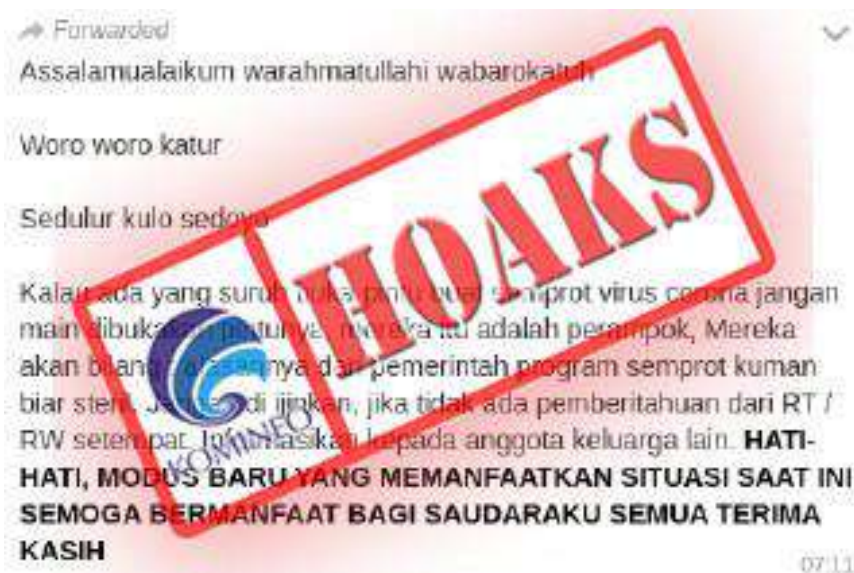 Forwarded
Assalamualaikum warahmatullahi wabarokatuh
Woro woro katur
Sedulur kulo sedoyo
HOAKS
Kalau ada yang suruh buka pintu buat semprot virus corona jangan
main dibukakan pintunya, mereka itu adalah perampok, Mereka
akan bilang alasannya dari pemerintah program semprot kuman
biar steril. Jangan di ijinkan, jika tidak ada pemberitahuan dari RT /
RW setempat. Informasikan kepada anggota keluarga lain. HATI-
KOMINFO
HATI, MODUS BARU YANG MEMANFAATKAN SITUASI SAAT INI
SEMOGA BERMANFAAT BAGI SAUDARAKU SEMUA TERIMA
KASIH
07:11